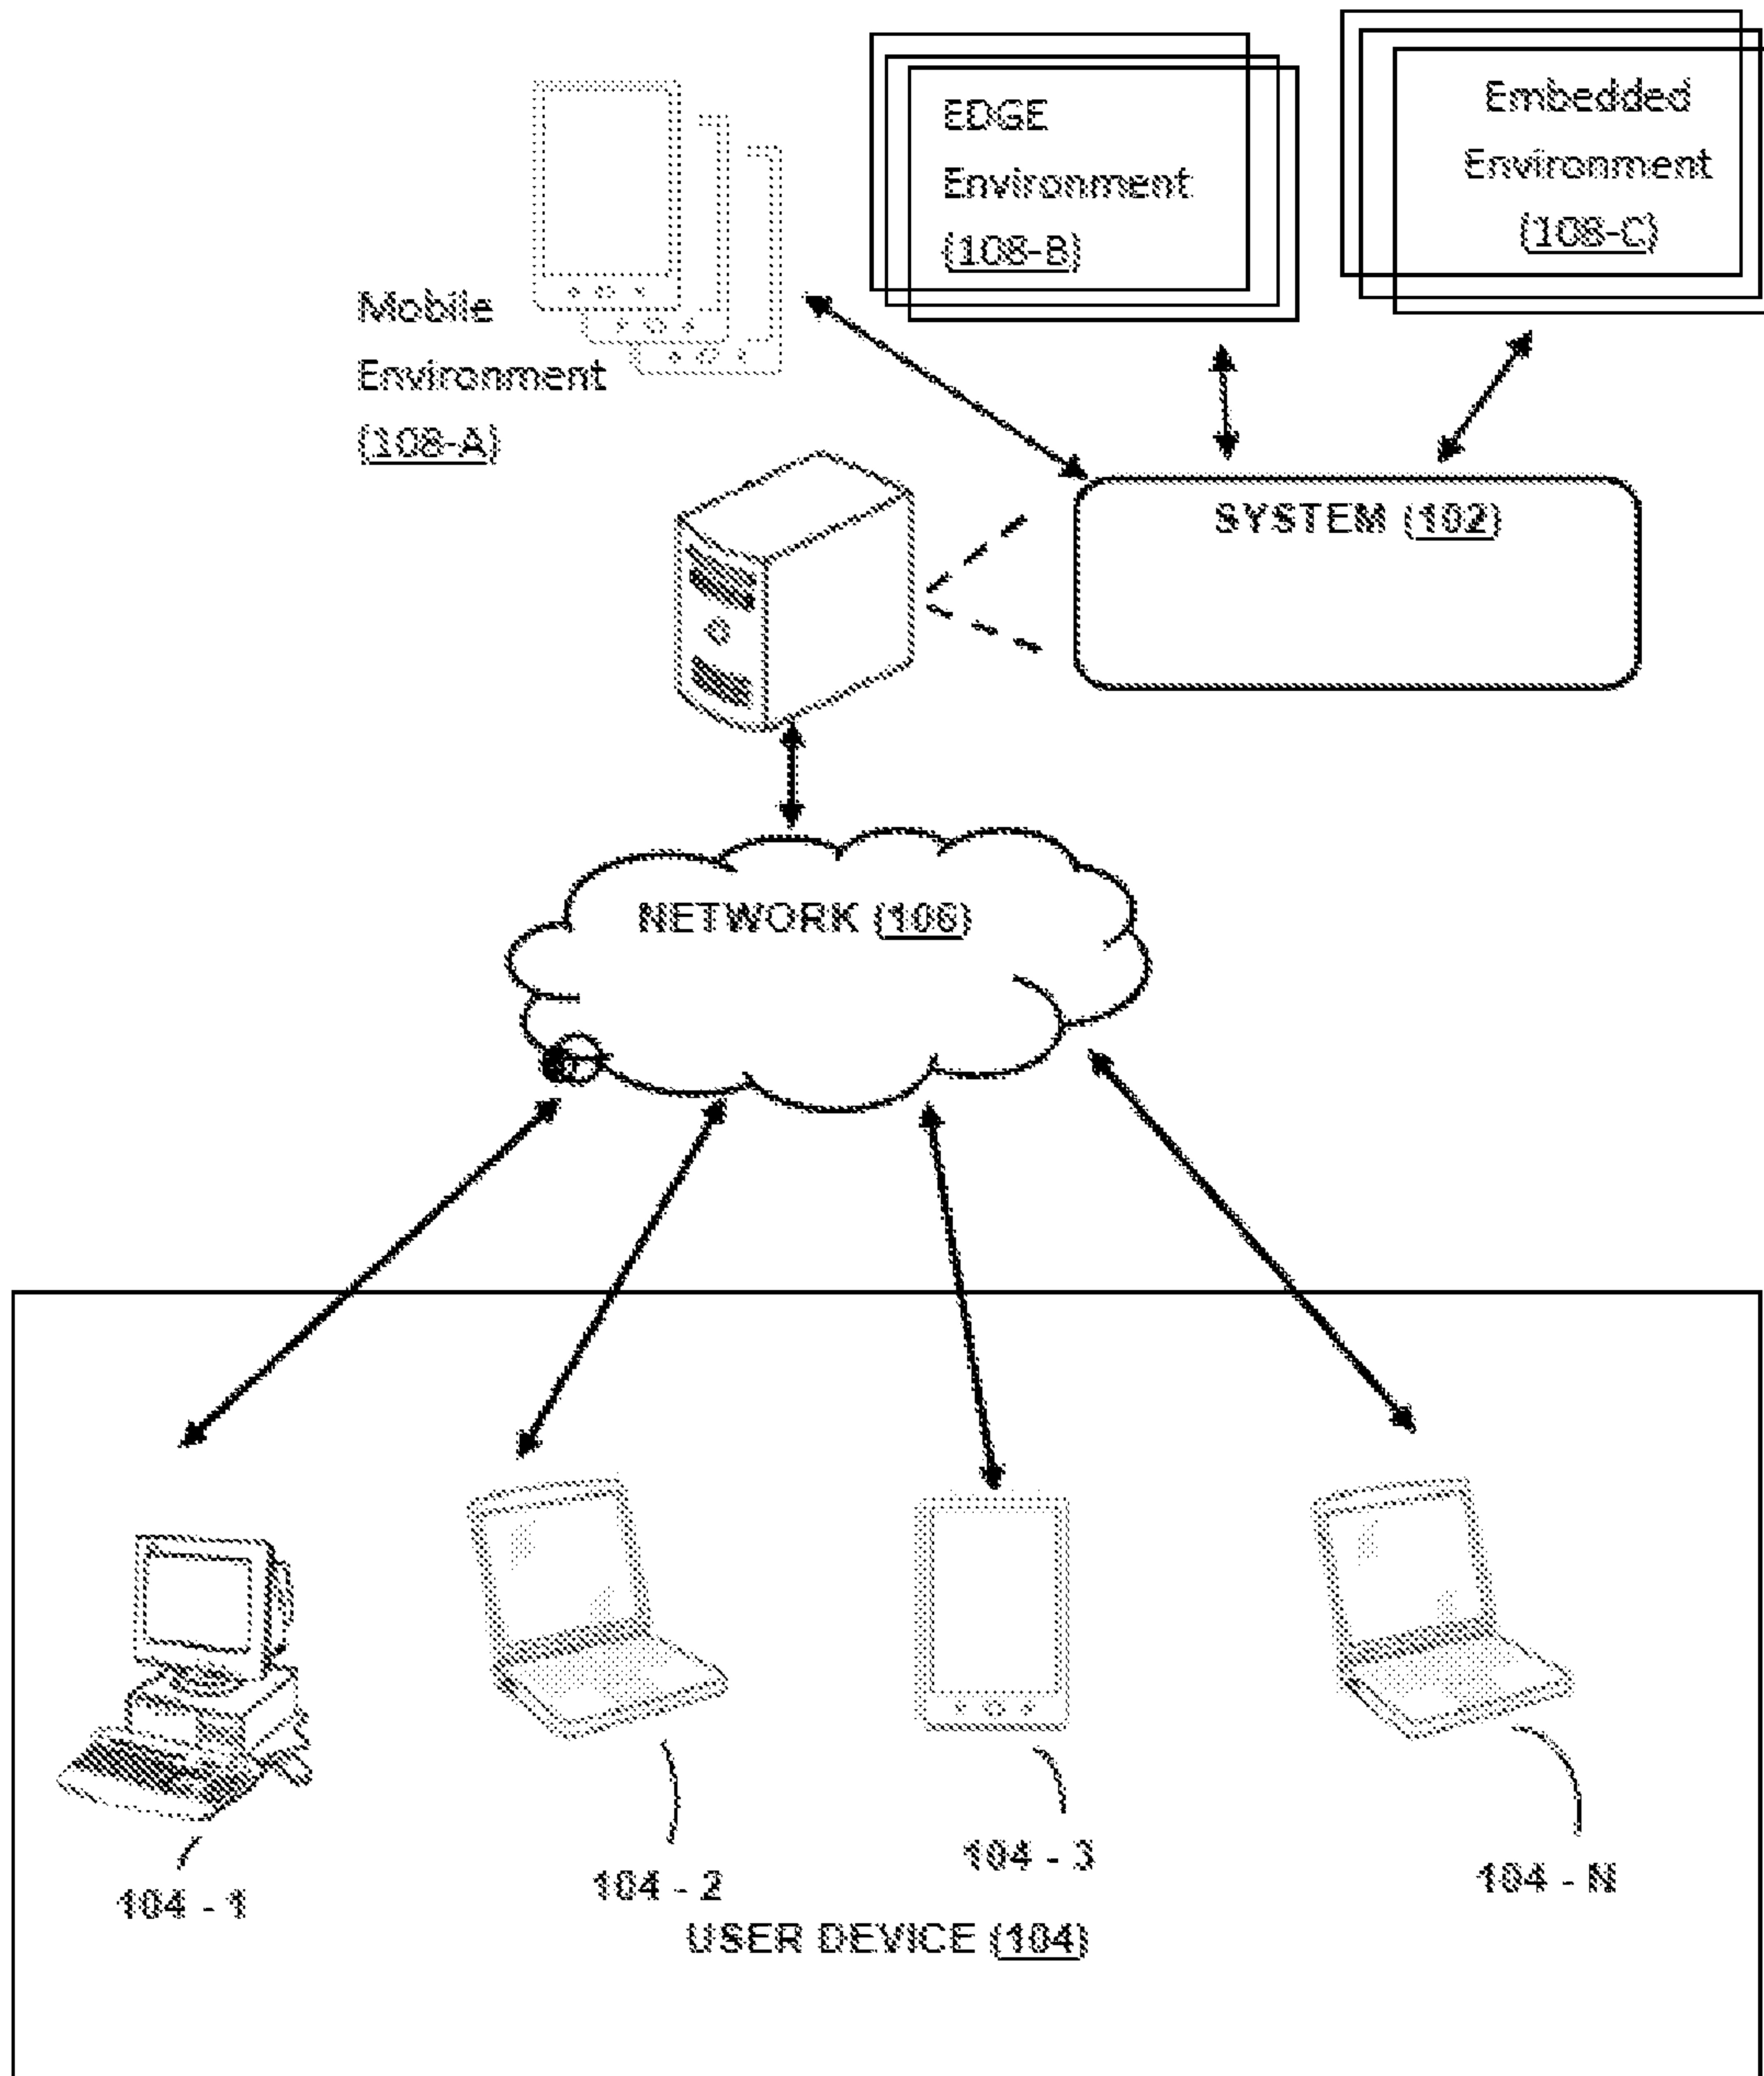 EDGE
Environment
(108-B)
Embedded
Environment
(108-C)
Mobile
Environment
(108-A)
SYSTEM (102)
NETWORK (106)
104 - 1
104 - 2
104 - 3
104 - N
USER DEVICE (104)